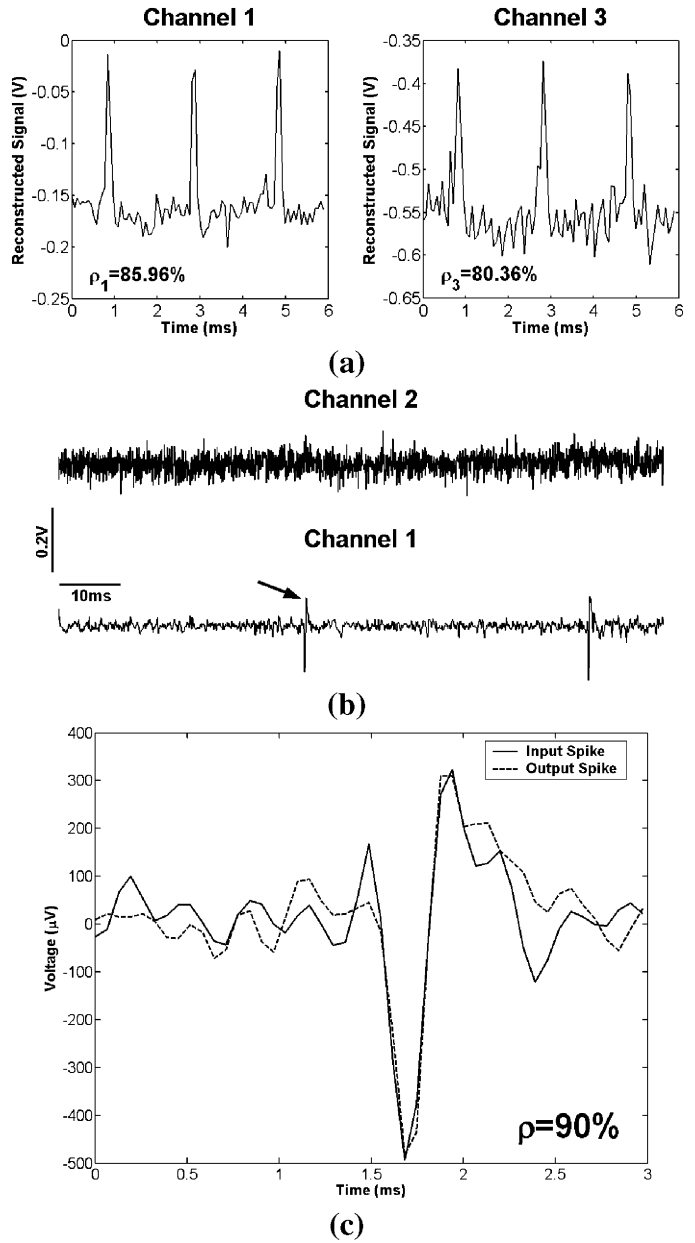 Channel 1
Channel 3
Reconstructed Signal (V)
0
-0.05
-0.1
-0.15
-0.2
-0.25
ρ1=85.96%
0 1 2 3 4 5 6
Time (ms)
Reconstructed Signal (V)
-0.35
-0.4
-0.45
-0.5
-0.55
-0.6
-0.65
ρ3=80.36%
0 1 2 3 4 5 6
Time (ms)
(a)
Channel 2
0.2V
Channel 1
10ms
(b)
Voltage (μV)
400
300
200
100
0
-100
-200
-300
-400
-500
Input Spike
Output Spike
ρ=90%
0 0.5 1 1.5 2 2.5 3
Time (ms)
(c)